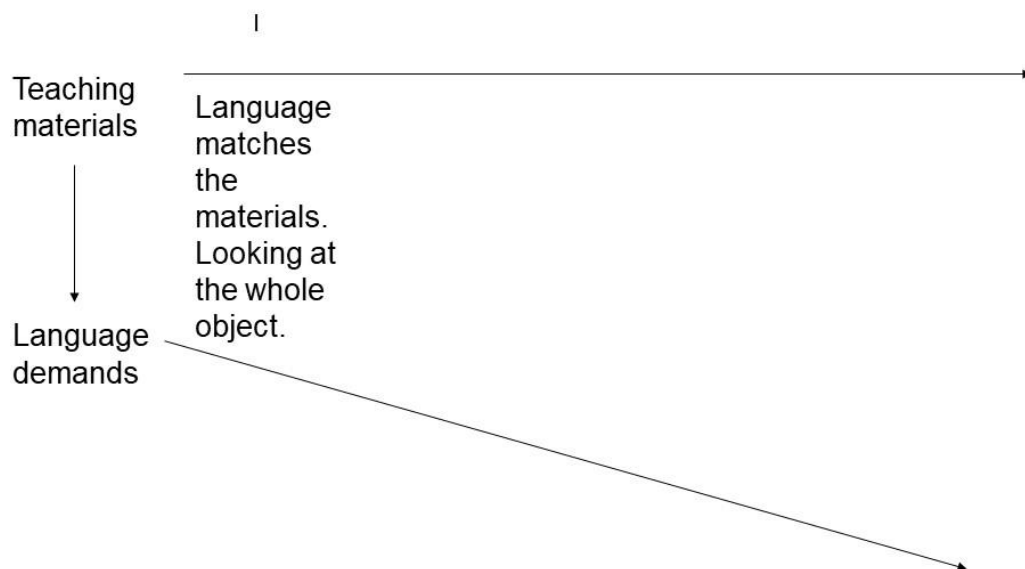 I
Teaching
materials
Language
matches
the
materials.
Looking at
the whole
object.
Language
demands